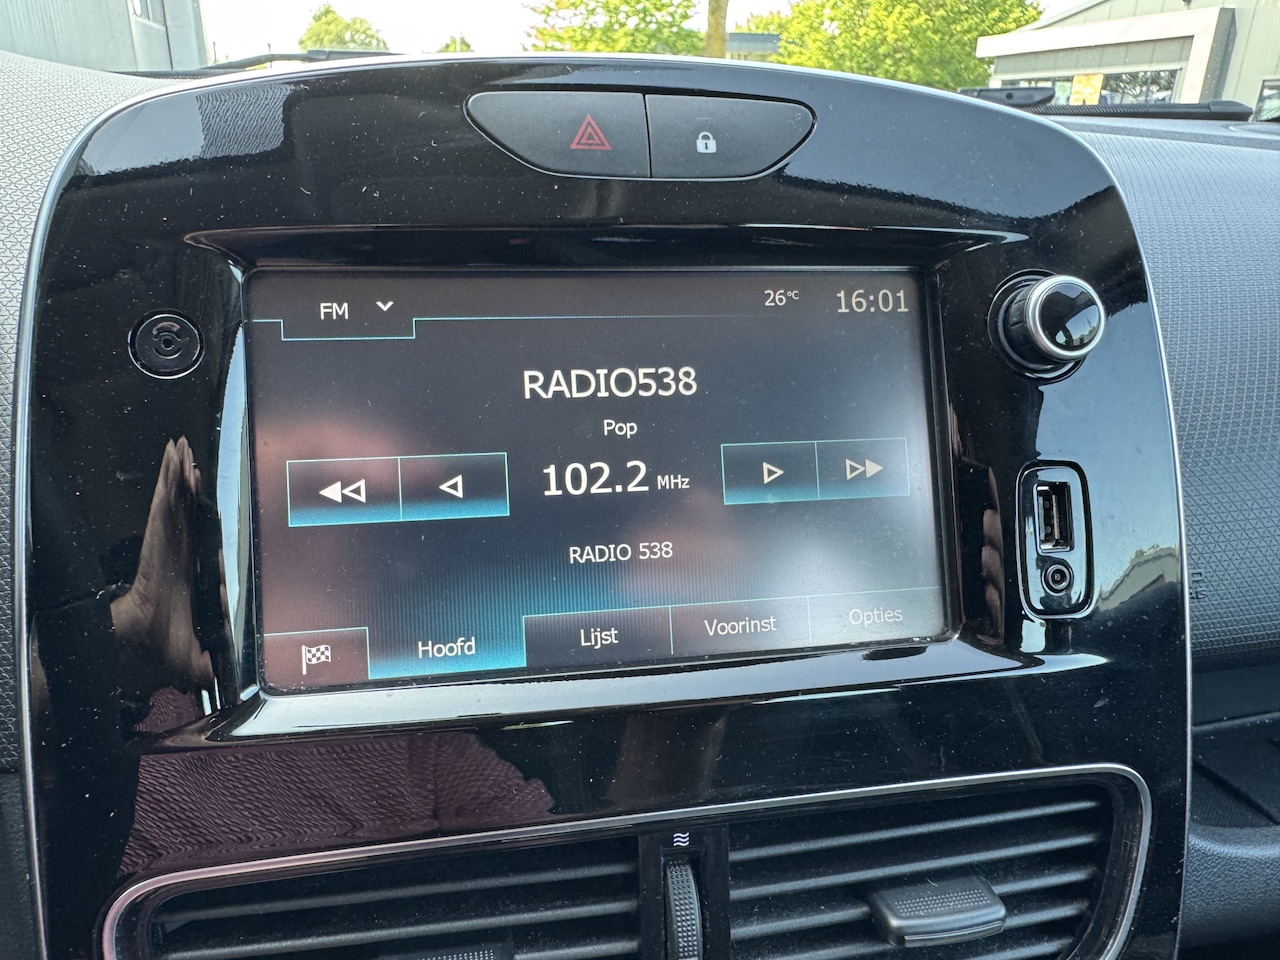 FM 26°C 16:01
RADIO538
Pop
102.2 MHz
RADIO 538
Hoofd Lijst Voorinst Opties